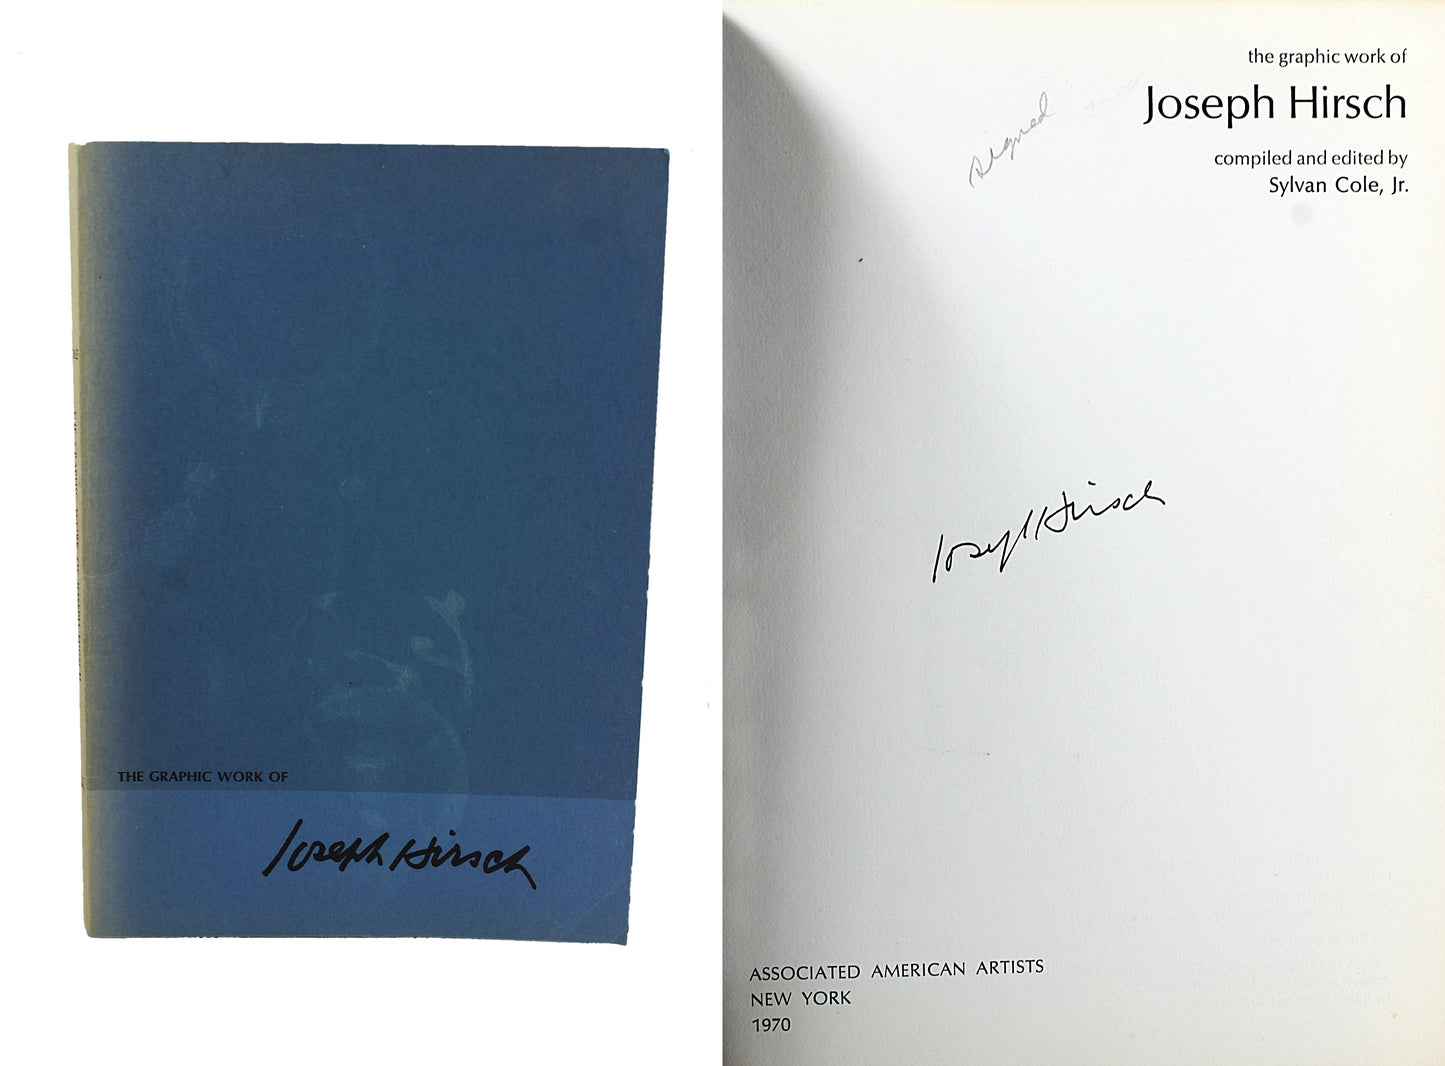 THE GRAPHIC WORK OF
Joseph Hirsch
the graphic work of
Joseph Hirsch
compiled and edited by
Sylvan Cole, Jr.
signed
Joseph Hirsch
ASSOCIATED AMERICAN ARTISTS
NEW YORK
1970